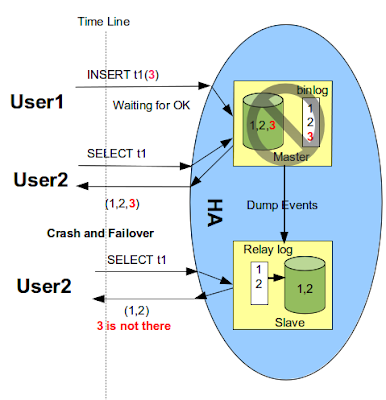 Time Line
INSERT t1(3)
binlog
User1
Waiting for OK
1,2,3
1
2
3
SELECT t1
Master
User2
(1,2,3)
HA
Dump Events
Crash and Failover
Relay log
SELECT t1
1
2
User2
1,2
(1,2)
3 is not there
Slave